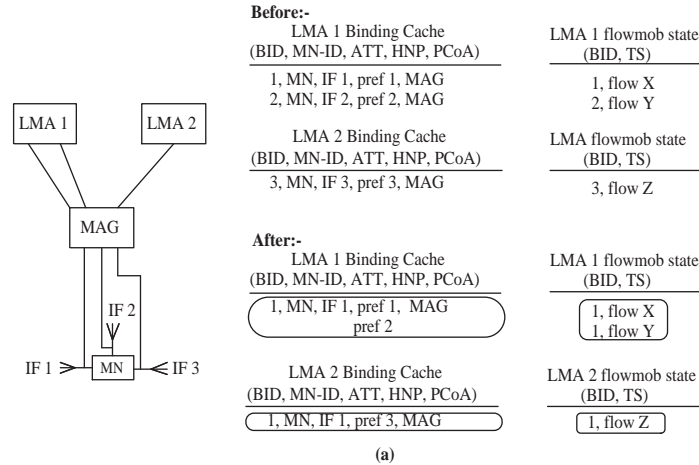 Before:-
LMA 1 Binding Cache
(BID, MN-ID, ATT, HNP, PCoA)
1, MN, IF 1, pref 1, MAG
2, MN, IF 2, pref 2, MAG
LMA 1 flowmob state
(BID, TS)
1, flow X
2, flow Y
LMA 2 Binding Cache
(BID, MN-ID, ATT, HNP, PCoA)
3, MN, IF 3, pref 3, MAG
LMA flowmob state
(BID, TS)
3, flow Z
LMA 1
LMA 2
MAG
IF 2
IF 1
MN
IF 3
After:-
LMA 1 Binding Cache
(BID, MN-ID, ATT, HNP, PCoA)
1, MN, IF 1, pref 1, MAG
pref 2
LMA 1 flowmob state
(BID, TS)
1, flow X
1, flow Y
LMA 2 Binding Cache
(BID, MN-ID, ATT, HNP, PCoA)
1, MN, IF 1, pref 3, MAG
LMA 2 flowmob state
(BID, TS)
1, flow Z
(a)